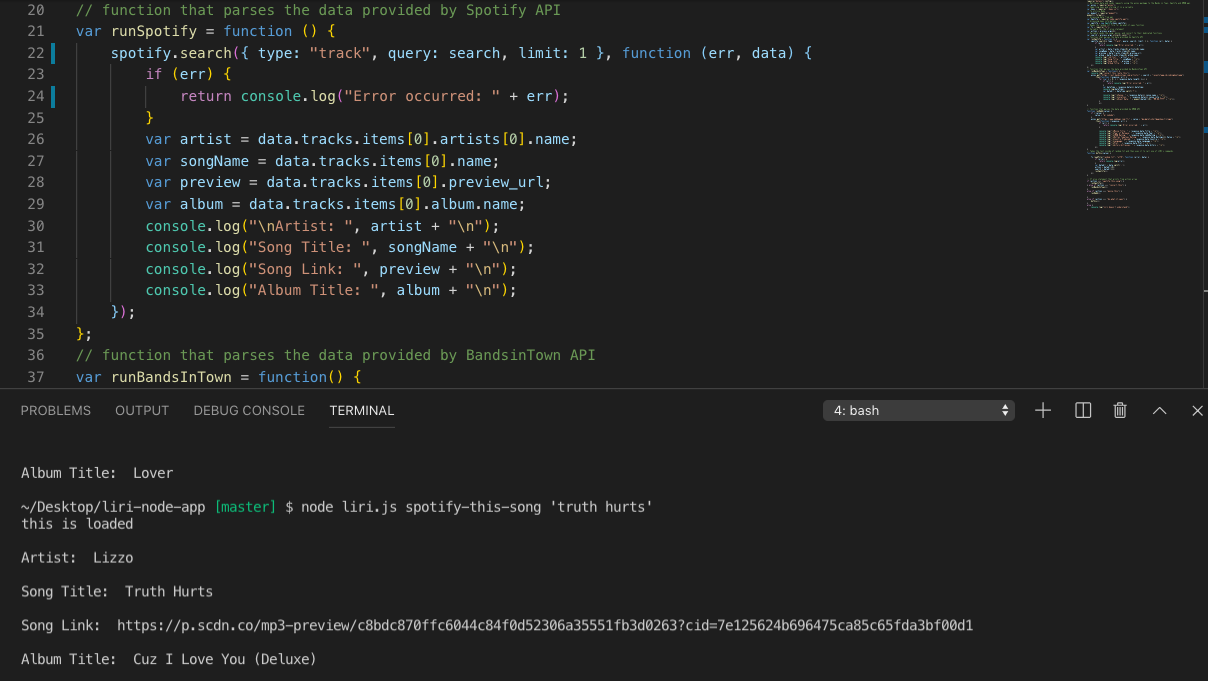 20 // function that parses the data provided by Spotify API
21 var runSpotify = function () {
22 spotify.search({ type: "track", query: search, limit: 1 }, function (err, data) {
23 if (err) {
24 return console.log("Error occurred: " + err);
25 }
26 var artist = data.tracks.items[0].artists[0].name;
27 var songName = data.tracks.items[0].name;
28 var preview = data.tracks.items[0].preview_url;
29 var album = data.tracks.items[0].album.name;
30 console.log("\nArtist: ", artist + "\n");
31 console.log("Song Title: ", songName + "\n");
32 console.log("Song Link: ", preview + "\n");
33 console.log("Album Title: ", album + "\n");
34 });
35 };
36 // function that parses the data provided by BandsinTown API
37 var runBandsInTown = function() {
PROBLEMS OUTPUT DEBUG CONSOLE TERMINAL 4: bash
Album Title:  Lover
~/Desktop/liri-node-app [master] $ node liri.js spotify-this-song 'truth hurts'
this is loaded
Artist:  Lizzo
Song Title:  Truth Hurts
Song Link:  https://p.scdn.co/mp3-preview/c8bdc870ffc6044c84f0d52306a35551fb3d0263?cid=7e125624b696475ca85c65fda3bf00d1
Album Title:  Cuz I Love You (Deluxe)